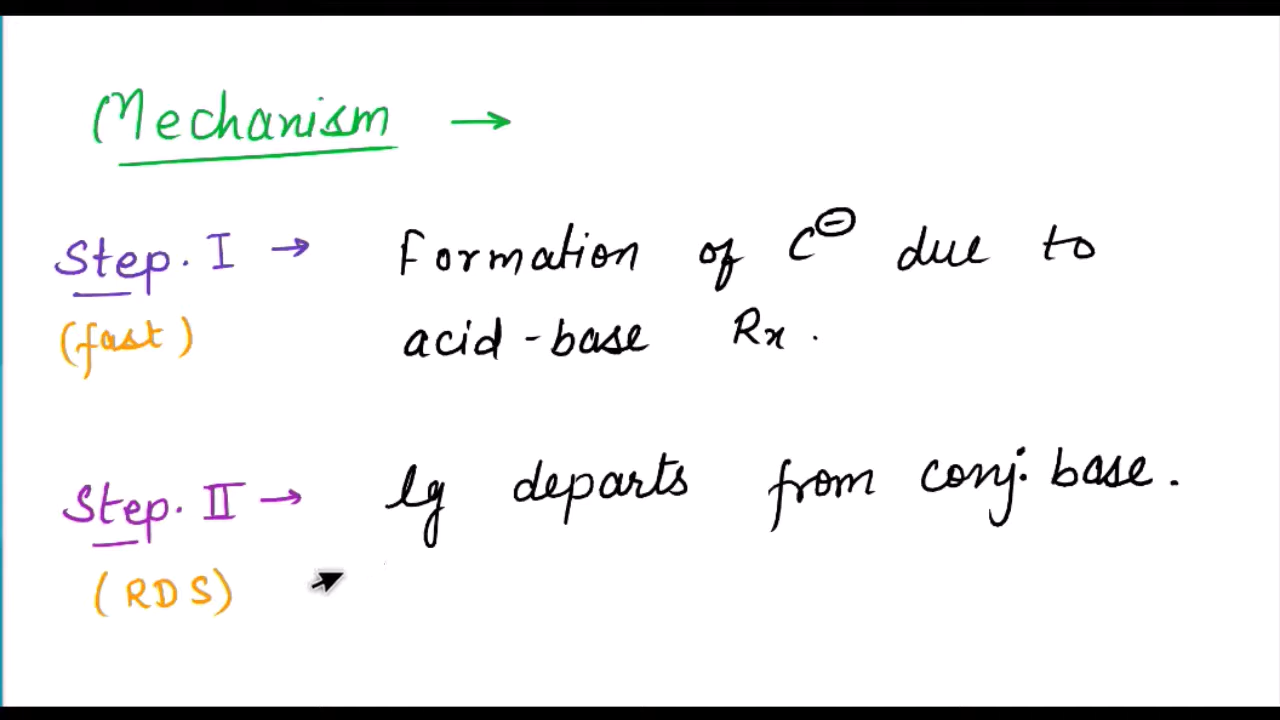 Mechanism →
Step. I → Formation of C⊖ due to
(fast) acid-base Rx.
Step. II → lg departs from conj. base.
(RDS)